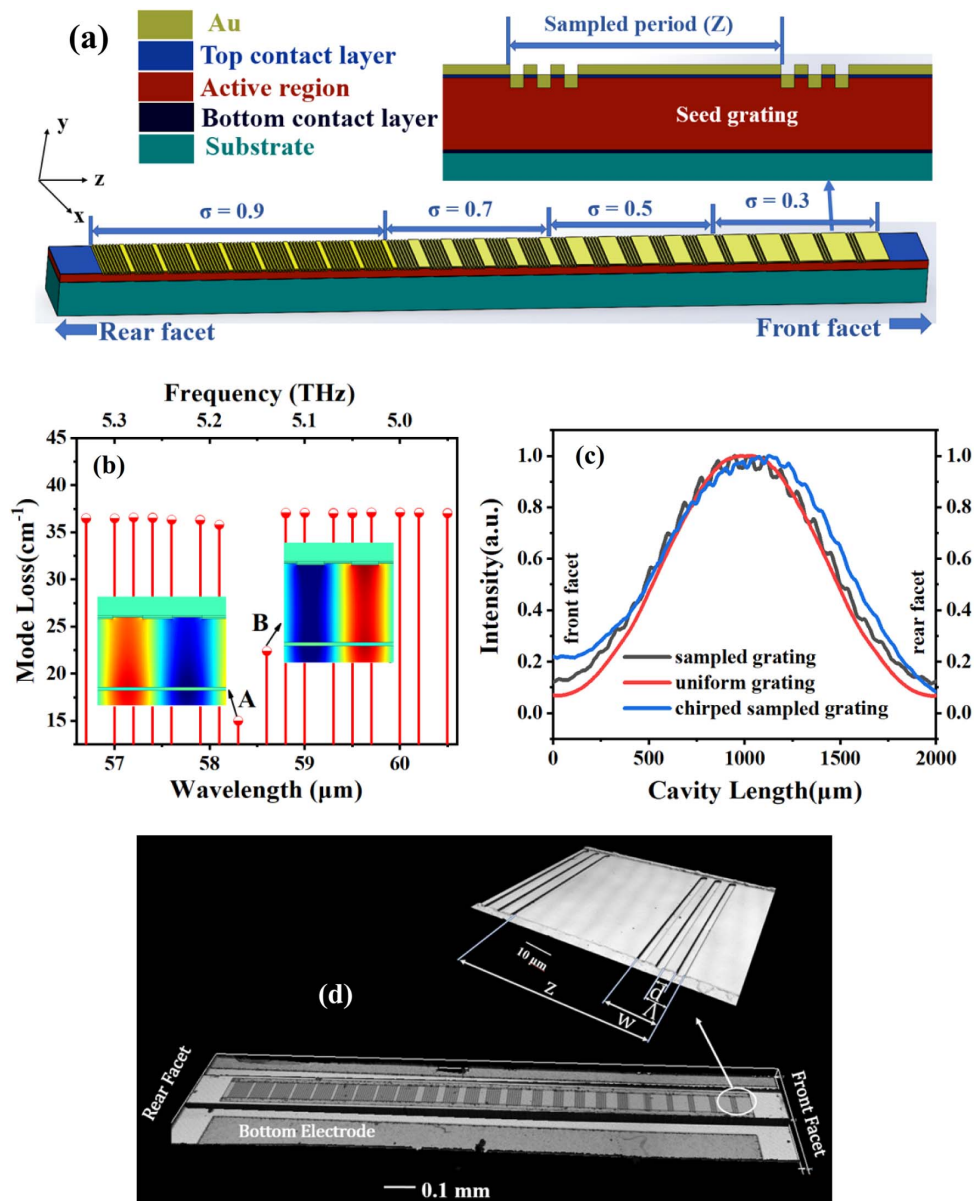 (a)
Au
Top contact layer
Active region
Bottom contact layer
Substrate
Sampled period (Z)
Seed grating
y
z
x
σ = 0.9
σ = 0.7
σ = 0.5
σ = 0.3
Rear facet
Front facet
Frequency (THz)
5.3 5.2 5.1 5.0
(b)
Mode Loss(cm⁻¹)
45
40
35
30
25
20
15
A
B
57 58 59 60
Wavelength (μm)
(c)
Intensity(a.u.)
1.0
0.8
0.6
0.4
0.2
0.0
front facet
rear facet
1.0
0.8
0.6
0.4
0.2
0.0
sampled grating
uniform grating
chirped sampled grating
0 500 1000 1500 2000
Cavity Length(μm)
(d)
10 μm
Z
W
Λ
d
Rear Facet
Front Facet
Bottom Electrode
0.1 mm